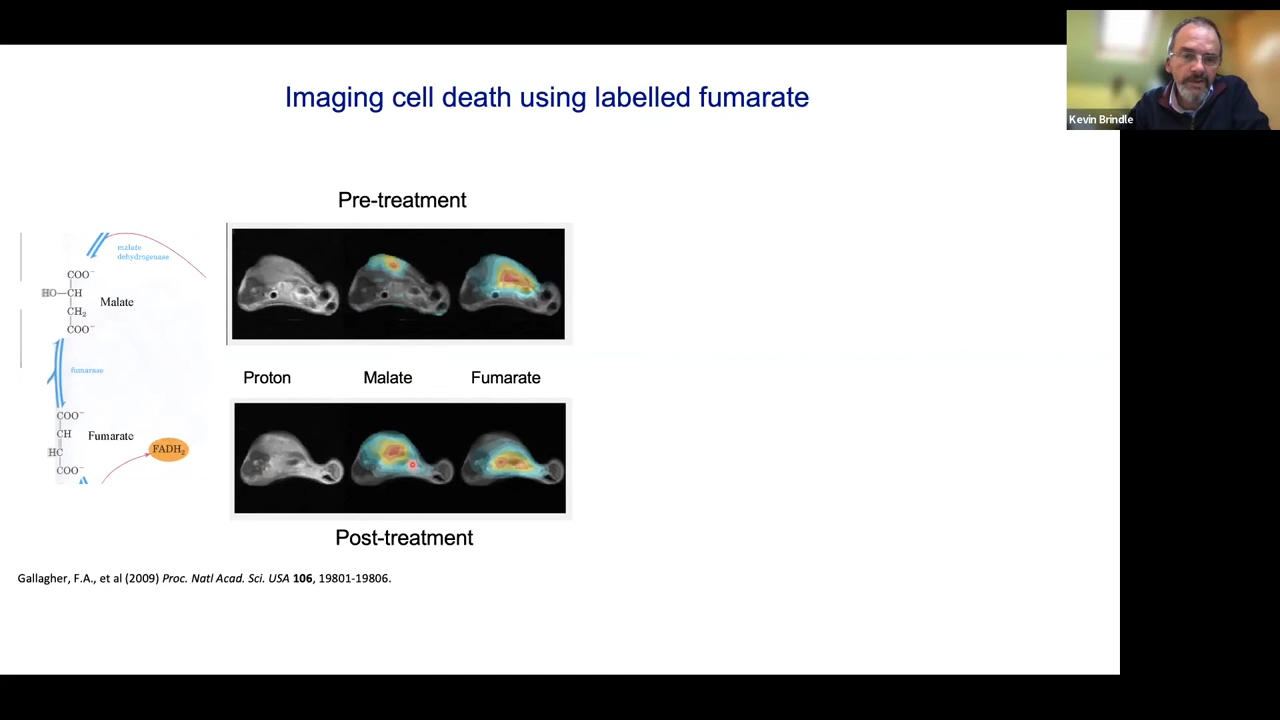 Imaging cell death using labelled fumarate
Kevin Brindle
Pre-treatment
malate
dehydrogenase
COO⁻
HO—CH
Malate
CH₂
COO⁻
fumarase
COO⁻
CH
Fumarate
HC
COO⁻
FADH₂
Proton
Malate
Fumarate
Post-treatment
Gallagher, F.A., et al (2009) Proc. Natl Acad. Sci. USA 106, 19801-19806.